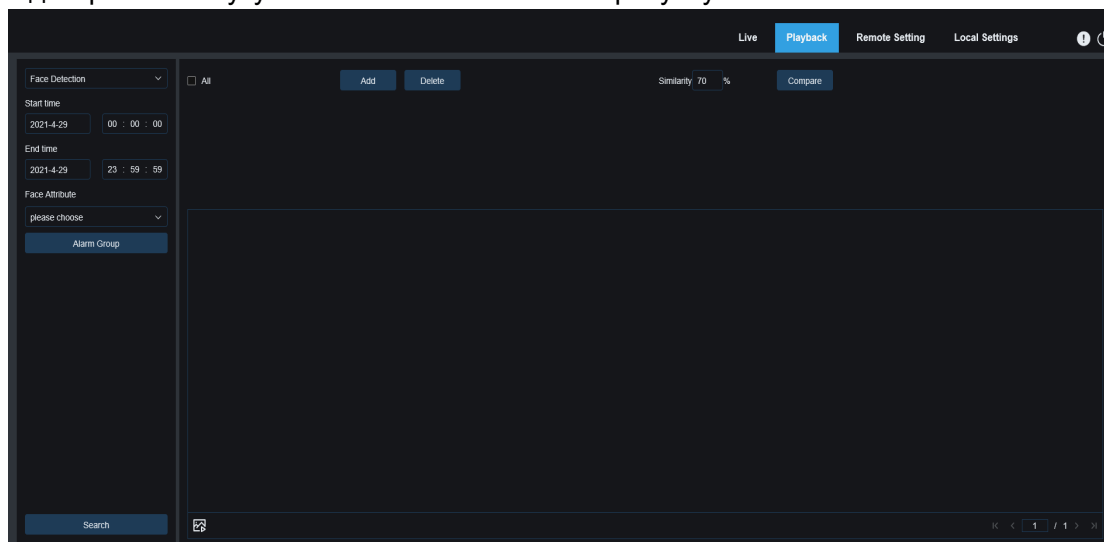 Live Playback Remote Setting Local Settings
Face Detection
All Add Delete Similarity 70 % Compare
Start time
2021-4-29 00 : 00 : 00
End time
2021-4-29 23 : 59 : 59
Face Attribute
please choose
Alarm Group
Search
1 / 1